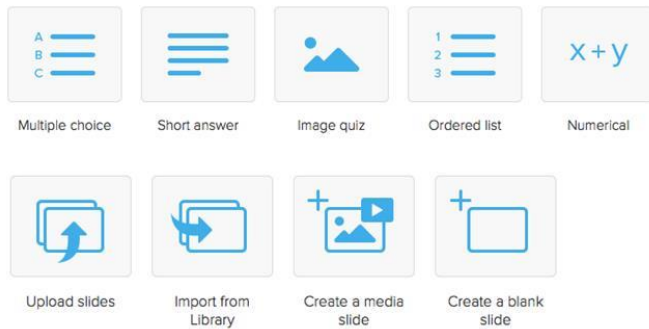 A
B
C
1
2
3
x+y
Multiple choice
Short answer
Image quiz
Ordered list
Numerical
Upload slides
Import from
Library
Create a media
slide
Create a blank
slide